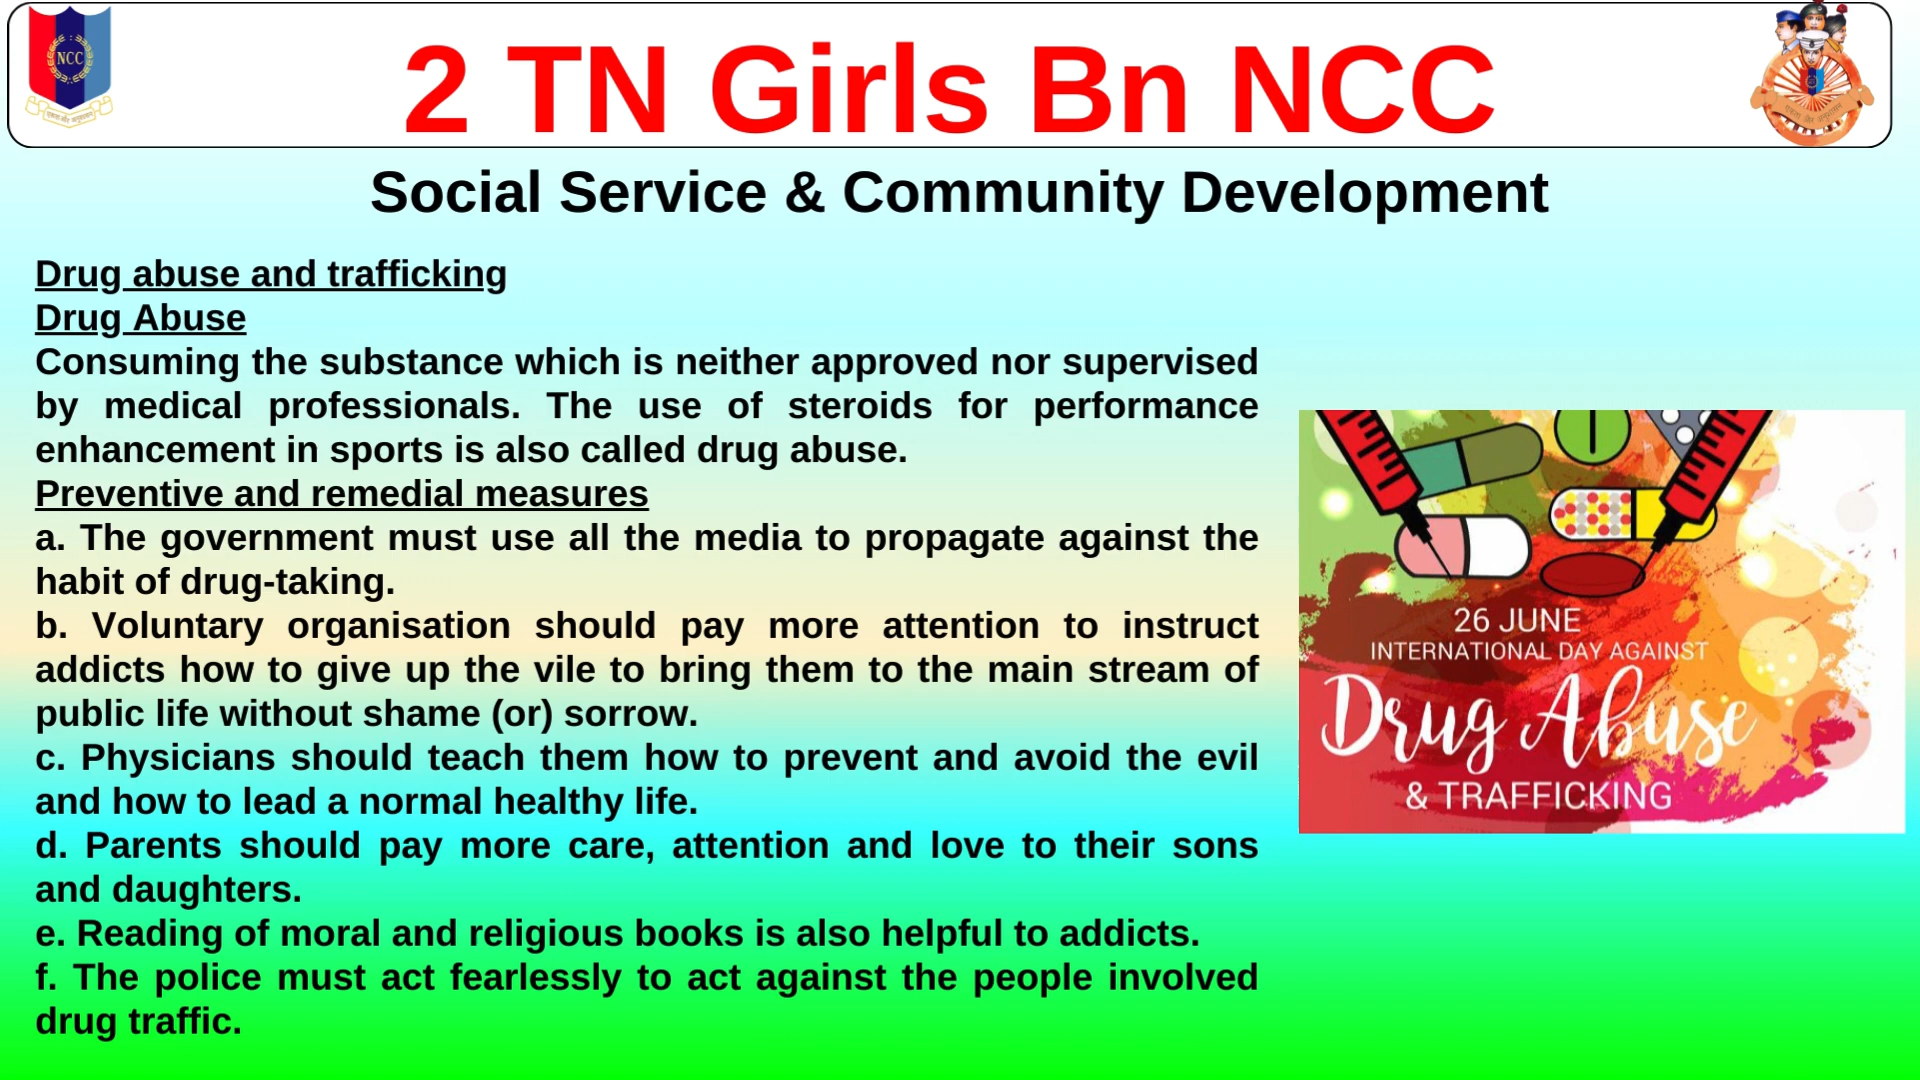 NCC
एकता और अनुशासन
2 TN Girls Bn NCC
एकता और अनुशासन
Social Service & Community Development
Drug abuse and trafficking
Drug Abuse
Consuming the substance which is neither approved nor supervised
by medical professionals. The use of steroids for performance
enhancement in sports is also called drug abuse.
Preventive and remedial measures
a. The government must use all the media to propagate against the
habit of drug-taking.
b. Voluntary organisation should pay more attention to instruct
addicts how to give up the vile to bring them to the main stream of
public life without shame (or) sorrow.
c. Physicians should teach them how to prevent and avoid the evil
and how to lead a normal healthy life.
d. Parents should pay more care, attention and love to their sons
and daughters.
e. Reading of moral and religious books is also helpful to addicts.
f. The police must act fearlessly to act against the people involved
drug traffic.
26 JUNE
INTERNATIONAL DAY AGAINST
Drug Abuse
& TRAFFICKING